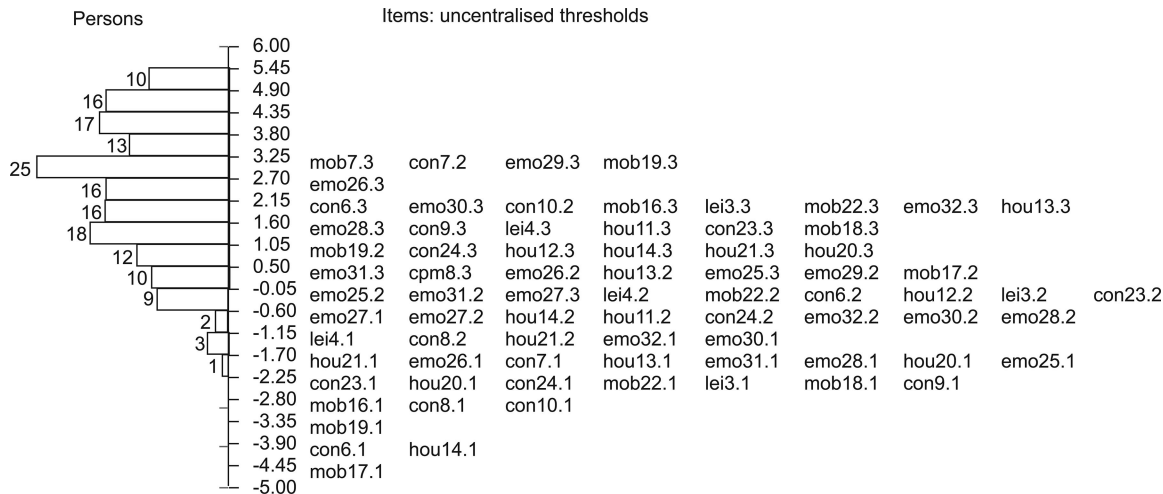 Persons Items: uncentralised thresholds
6.00
5.45
10
4.90
16
4.35
17
3.80
13
3.25
25 mob7.3 con7.2 emo29.3 mob19.3
2.70
16 emo26.3
2.15
16 con6.3 emo30.3 con10.2 mob16.3 lei3.3 mob22.3 emo32.3 hou13.3
1.60
18 emo28.3 con9.3 lei4.3 hou11.3 con23.3 mob18.3
1.05
12 mob19.2 con24.3 hou12.3 hou14.3 hou21.3 hou20.3
0.50
10 emo31.3 cpm8.3 emo26.2 hou13.2 emo25.3 emo29.2 mob17.2
-0.05
9 emo25.2 emo31.2 emo27.3 lei4.2 mob22.2 con6.2 hou12.2 lei3.2 con23.2
-0.60
2 emo27.1 emo27.2 hou14.2 hou11.2 con24.2 emo32.2 emo30.2 emo28.2
-1.15
3 lei4.1 con8.2 hou21.2 emo32.1 emo30.1
-1.70
1 hou21.1 emo26.1 con7.1 hou13.1 emo31.1 emo28.1 hou20.1 emo25.1
-2.25
con23.1 hou20.1 con24.1 mob22.1 lei3.1 mob18.1 con9.1
-2.80
mob16.1 con8.1 con10.1
-3.35
mob19.1
-3.90
con6.1 hou14.1
-4.45
mob17.1
-5.00